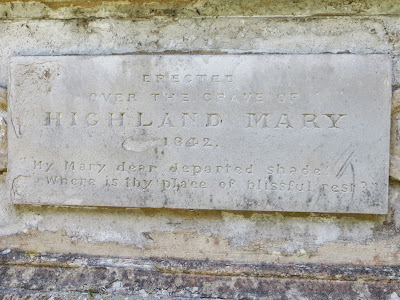 ERECTED
OVER THE GRAVE OF
HIGHLAND MARY
1842.
"My Mary dear departed shade
Where is thy place of blissful rest?"